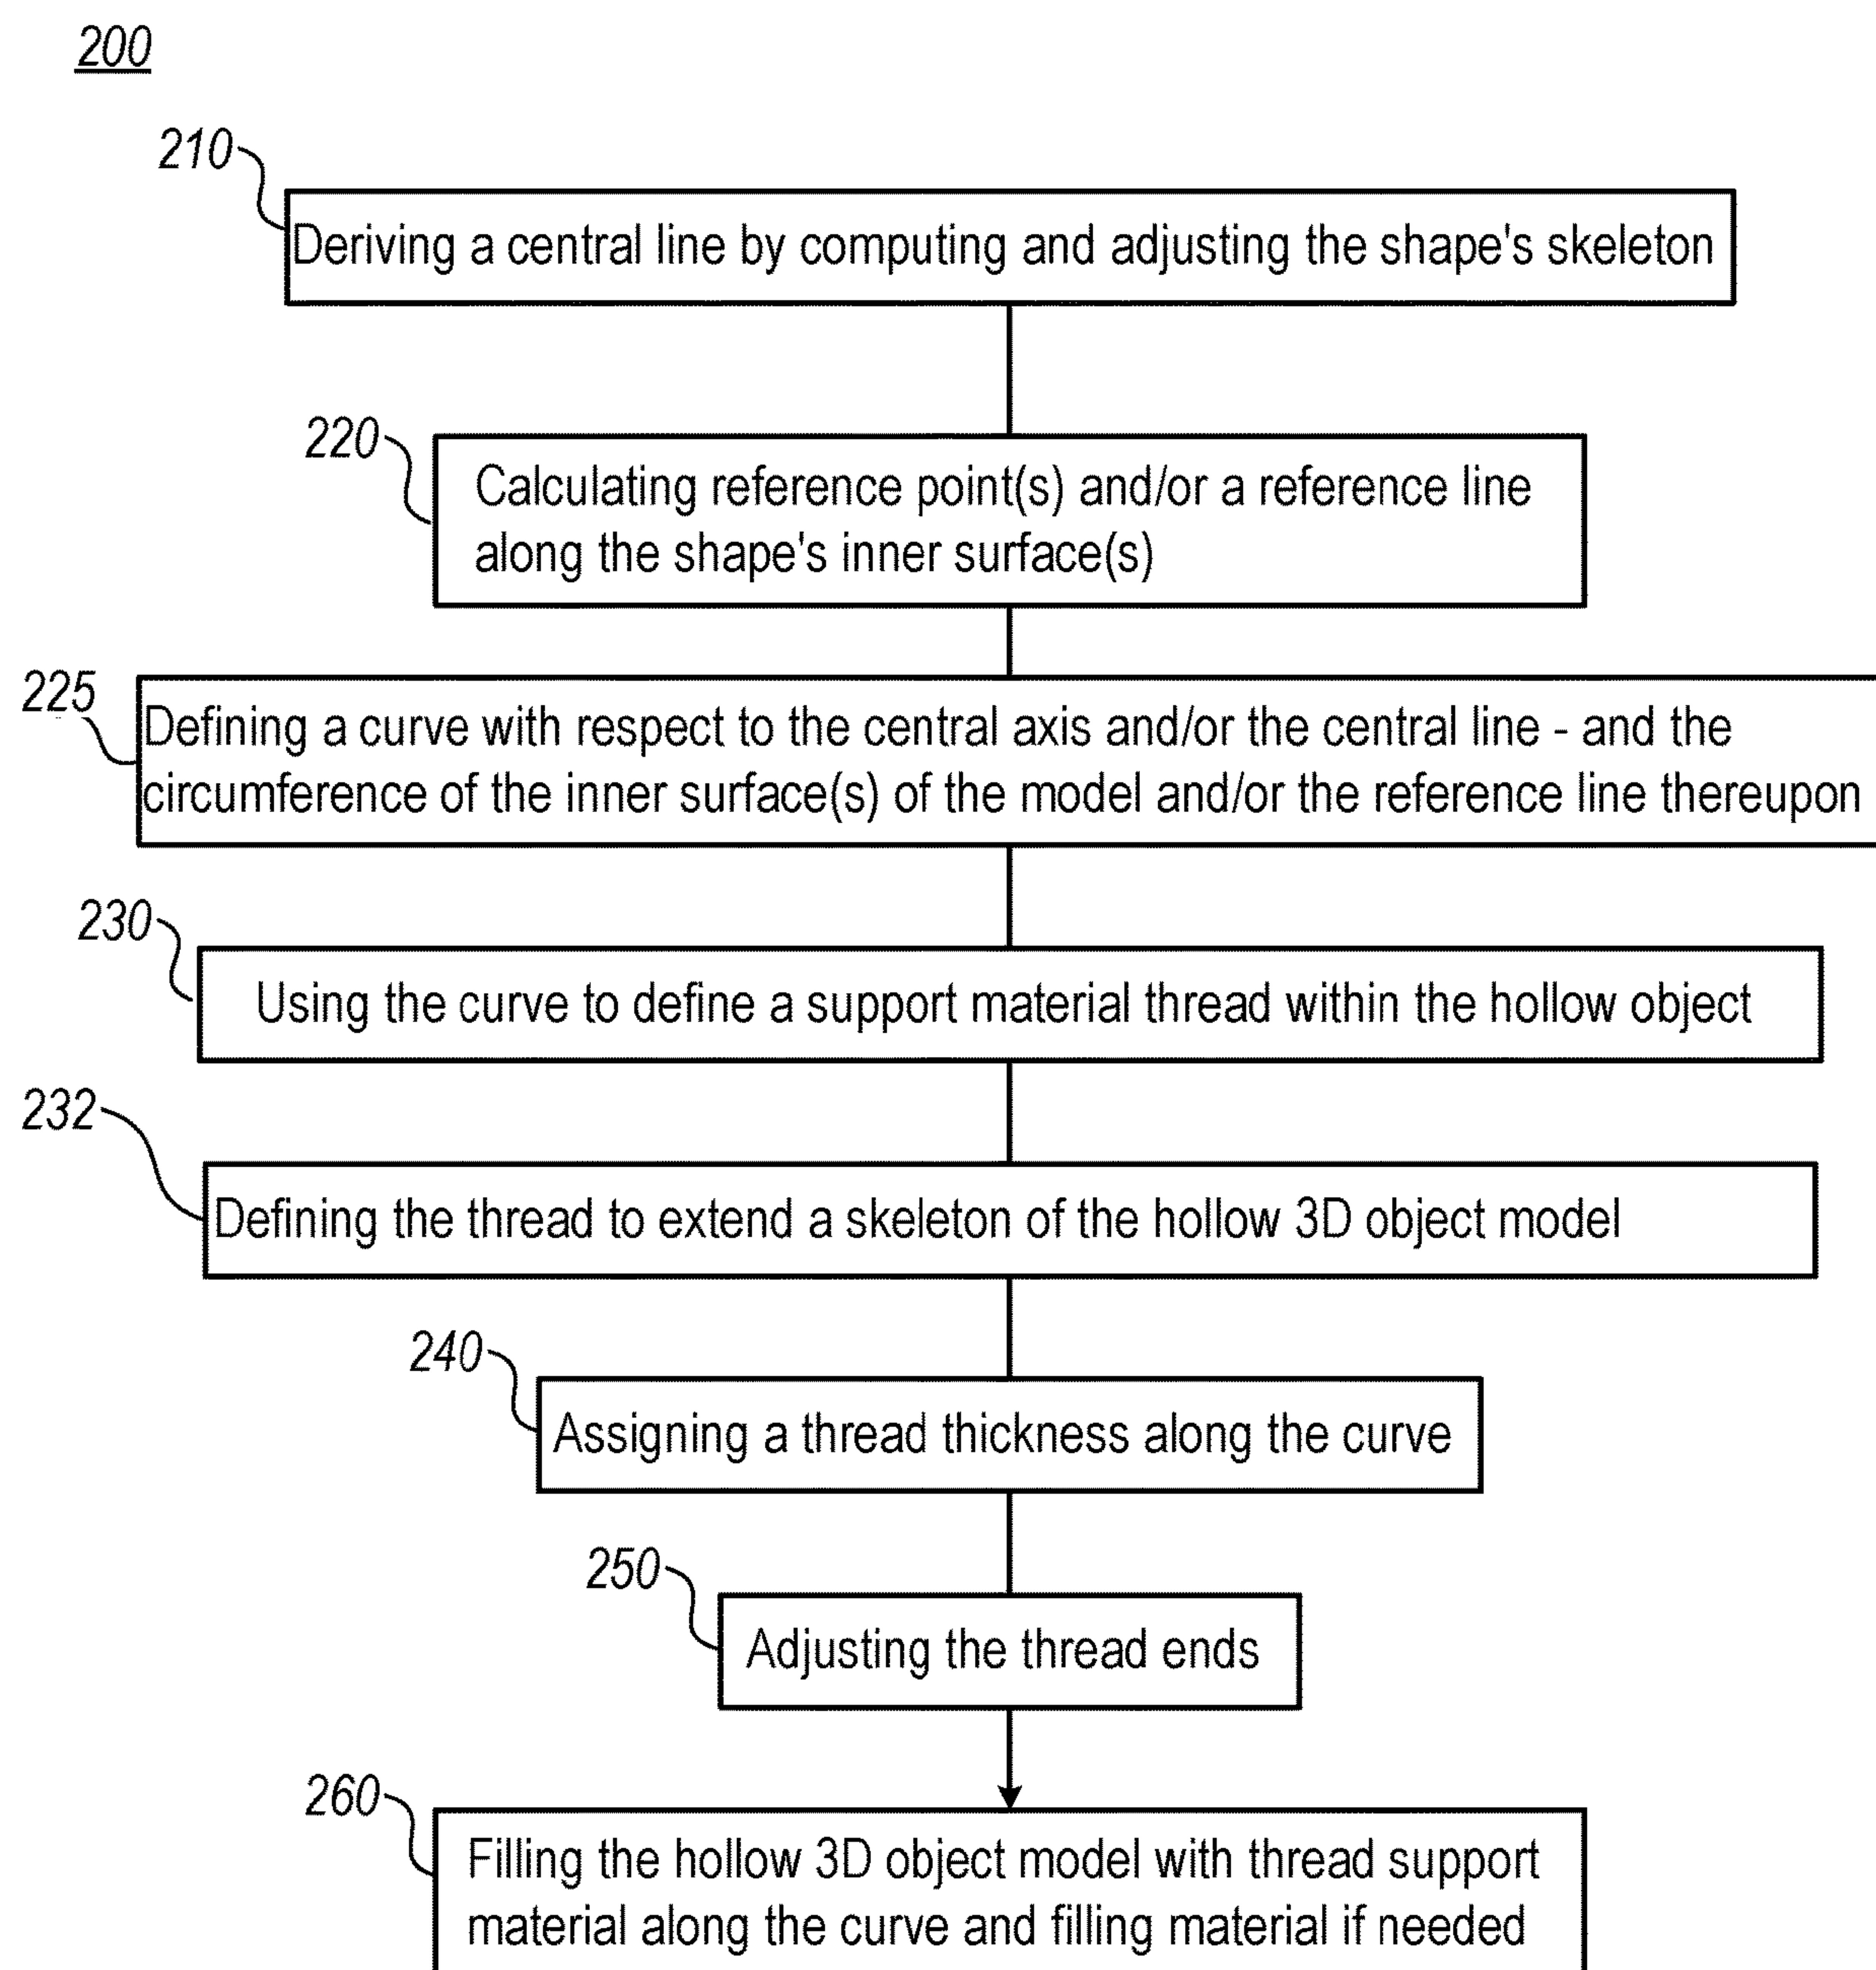 200
210
Deriving a central line by computing and adjusting the shape's skeleton
220
Calculating reference point(s) and/or a reference line
along the shape's inner surface(s)
225
Defining a curve with respect to the central axis and/or the central line - and the
circumference of the inner surface(s) of the model and/or the reference line thereupon
230
Using the curve to define a support material thread within the hollow object
232
Defining the thread to extend a skeleton of the hollow 3D object model
240
Assigning a thread thickness along the curve
250
Adjusting the thread ends
260
Filling the hollow 3D object model with thread support
material along the curve and filling material if needed